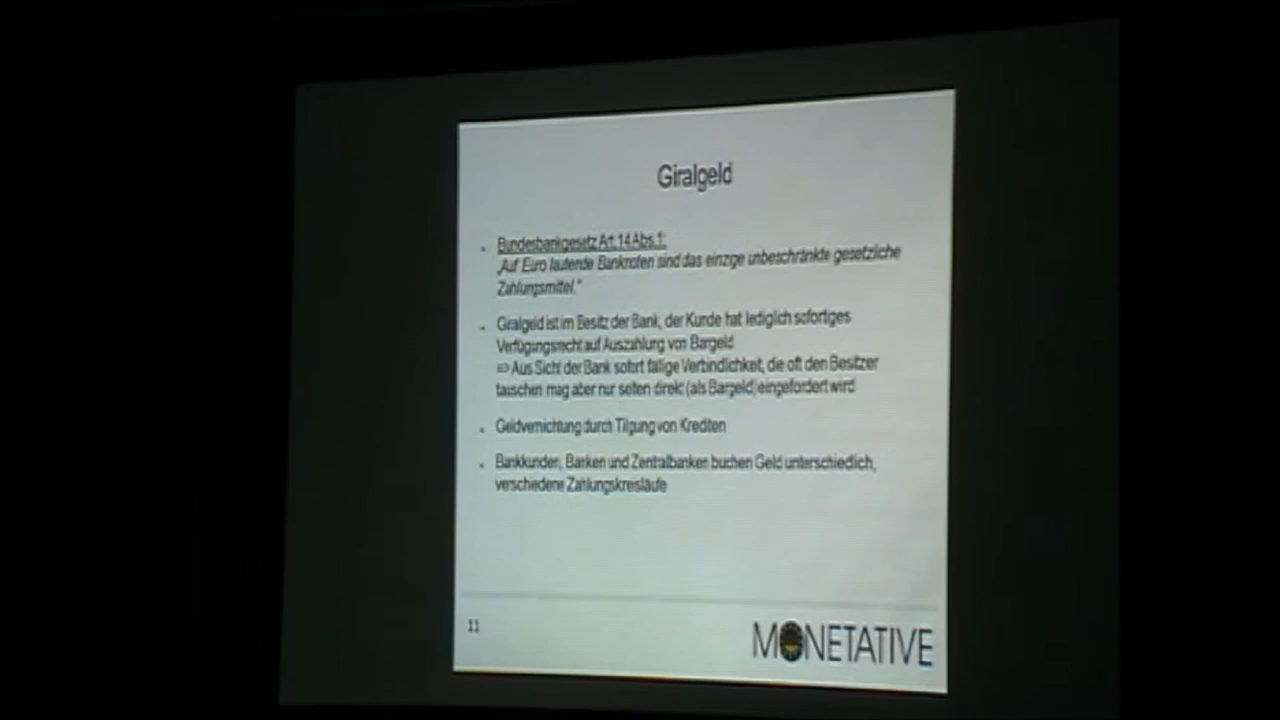 Giralgeld
Bundesbankgesetz Art. 14 Abs. 1:
„Auf Euro lautende Banknoten sind das einzige unbeschränkte gesetzliche
Zahlungsmittel."
Giralgeld ist im Besitz der Bank, der Kunde hat lediglich sofortiges
Verfügungsrecht auf Auszahlung von Bargeld
=> Aus Sicht der Bank sofort fällige Verbindlichkeit, die oft den Besitzer
tauschen mag aber nur selten direkt (als Bargeld) eingefordert wird
Geldvernichtung durch Tilgung von Krediten
Bankkunden, Banken und Zentralbanken buchen Geld unterschiedlich,
verschiedene Zahlungskreisläufe
11
MONETATIVE